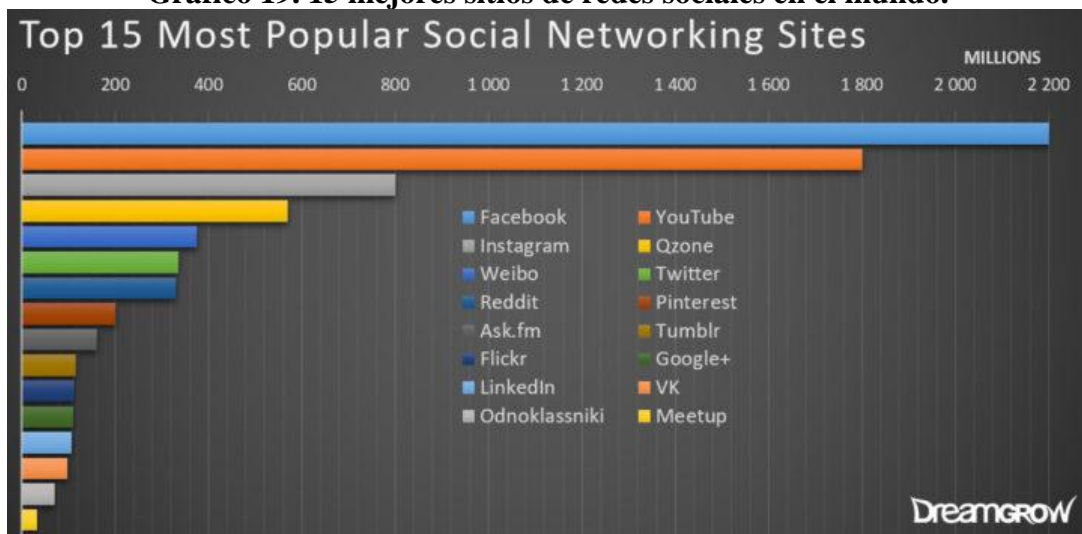 Gráfico 19. 15 mejores sitios de redes sociales en el mundo.
Top 15 Most Popular Social Networking Sites
MILLIONS
0 200 400 600 800 1 000 1 200 1 400 1 600 1 800 2 000 2 200
Facebook YouTube
Instagram Qzone
Weibo Twitter
Reddit Pinterest
Ask.fm Tumblr
Flickr Google+
LinkedIn VK
Odnoklassniki Meetup
DreamGROW